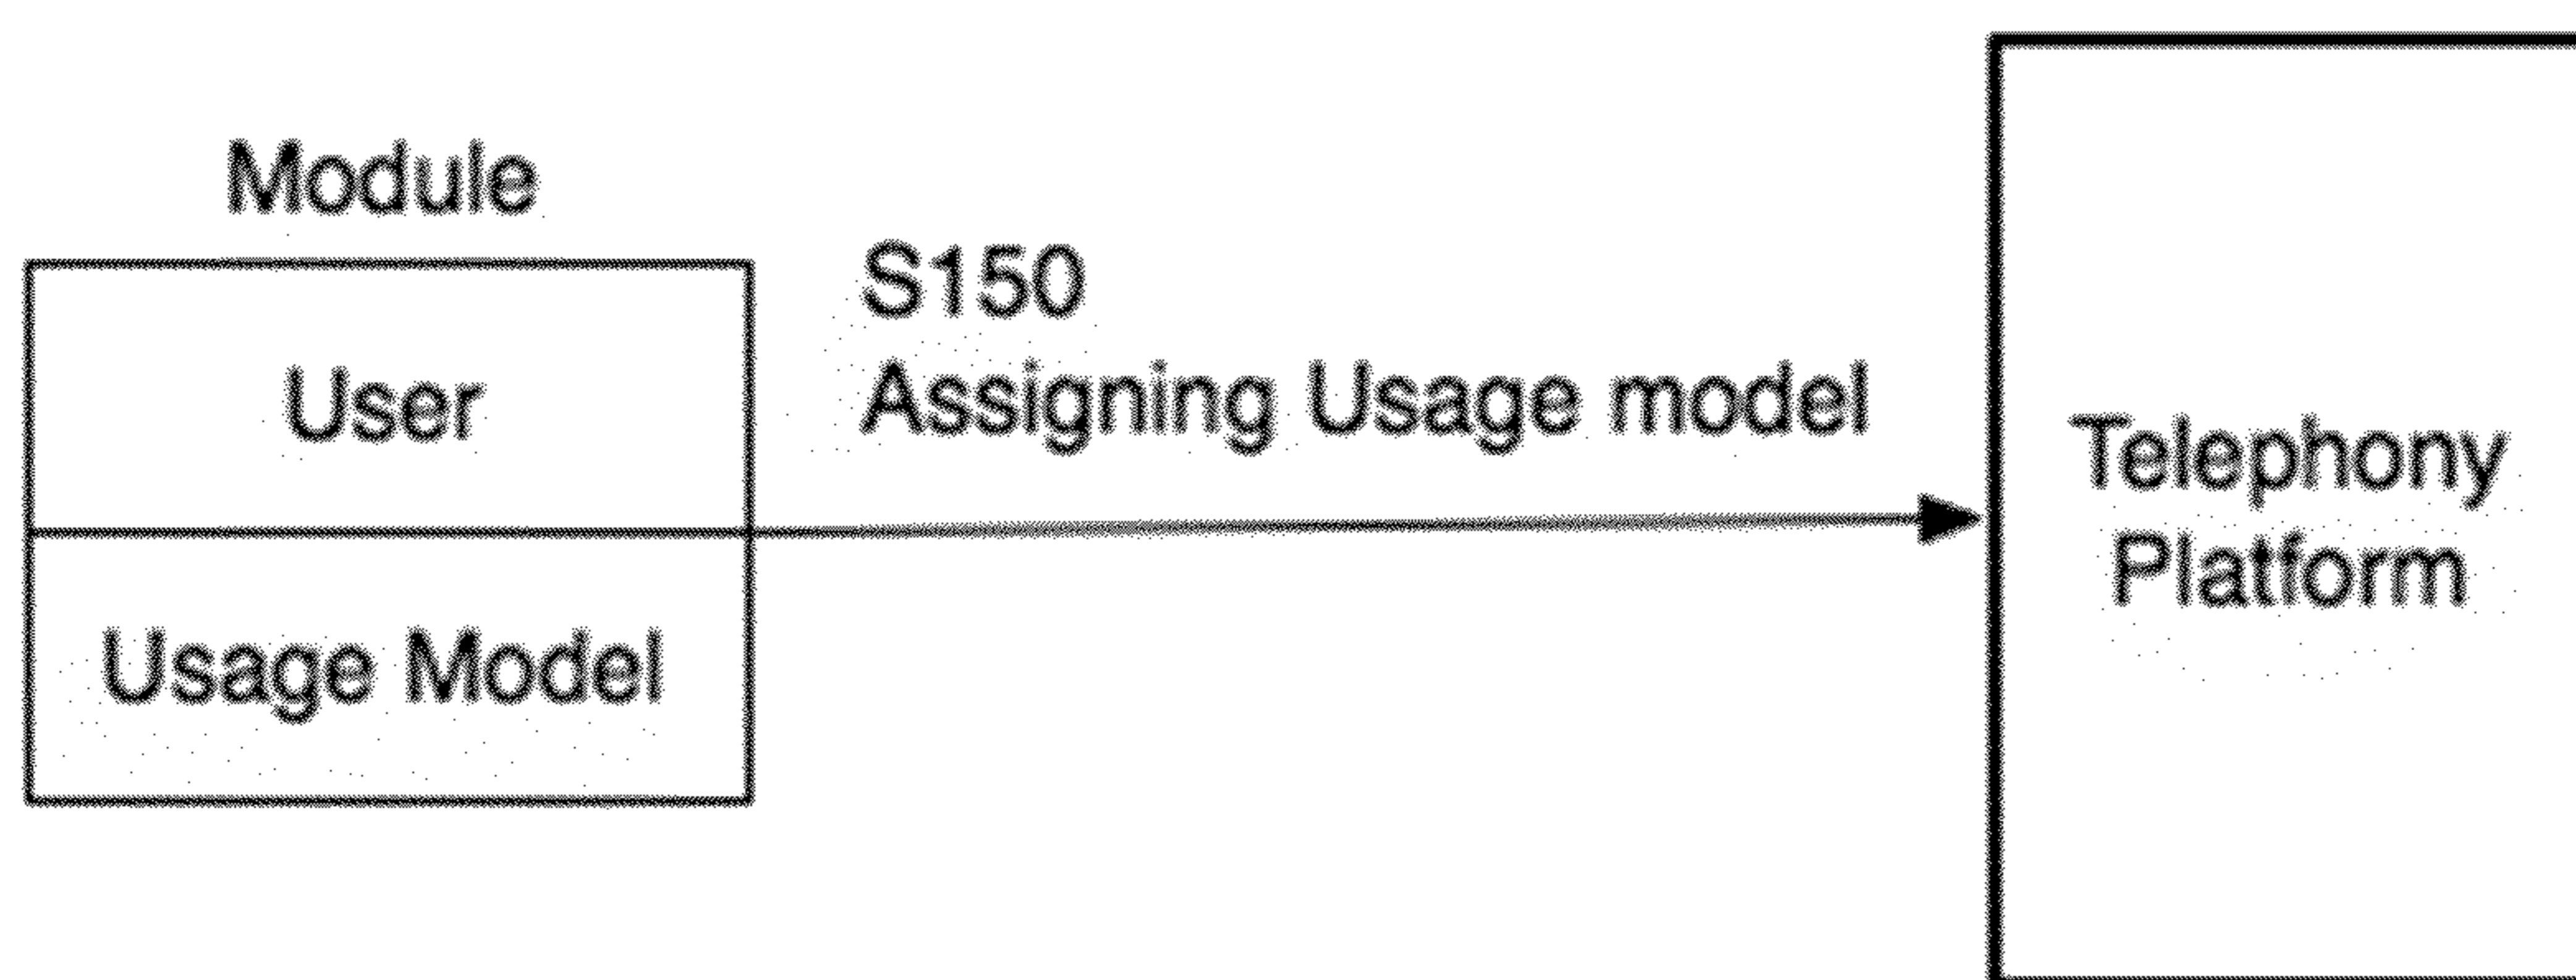 Module
User
Usage Model
S150
Assigning Usage model
Telephony
Platform